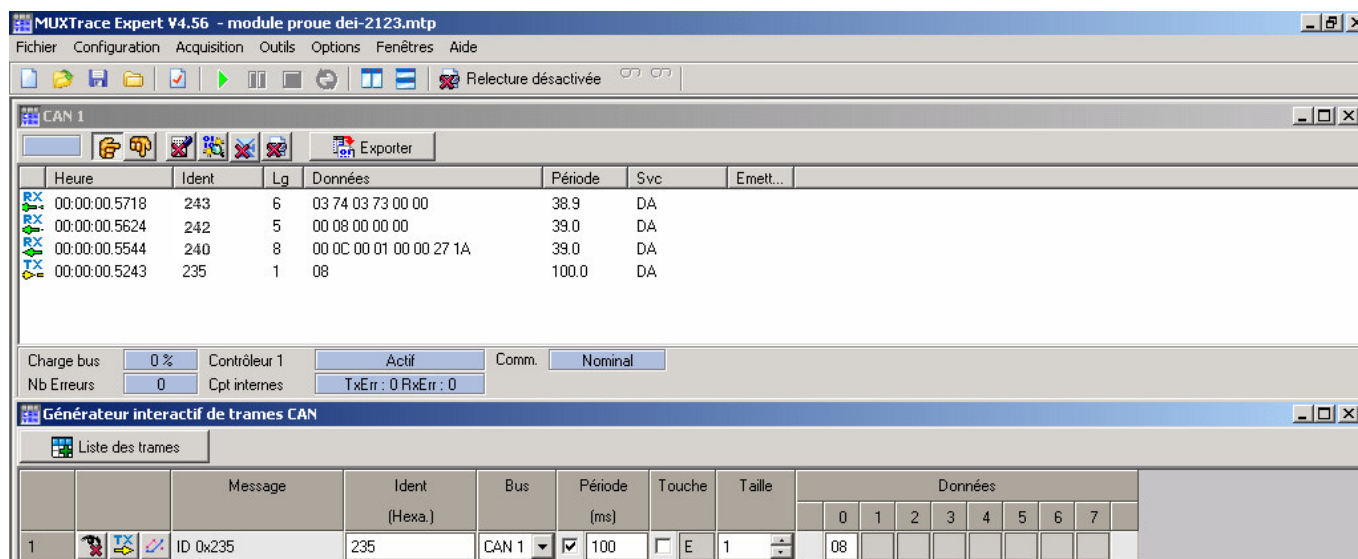 MUXTrace Expert V4.56 - module proue dei-2123.mtp
Fichier Configuration Acquisition Outils Options Fenêtres Aide
Relecture désactivée
CAN 1
Exporter
Heure Ident Lg Données Période Svc Emett...
RX 00:00:00.5718 243 6 03 74 03 73 00 00 38.9 DA
RX 00:00:00.5624 242 5 00 08 00 00 00 39.0 DA
RX 00:00:00.5544 240 8 00 0C 00 01 00 00 27 1A 39.0 DA
TX 00:00:00.5243 235 1 08 100.0 DA
Charge bus 0 % Contrôleur 1 Actif Comm. Nominal
Nb Erreurs 0 Cpt internes TxErr : 0 RxErr : 0
Générateur interactif de trames CAN
Liste des trames
Message Ident Bus Période Touche Taille Données
(Hexa.) (ms) 0 1 2 3 4 5 6 7
1 TX ID 0x235 235 CAN 1 100 E 1 08